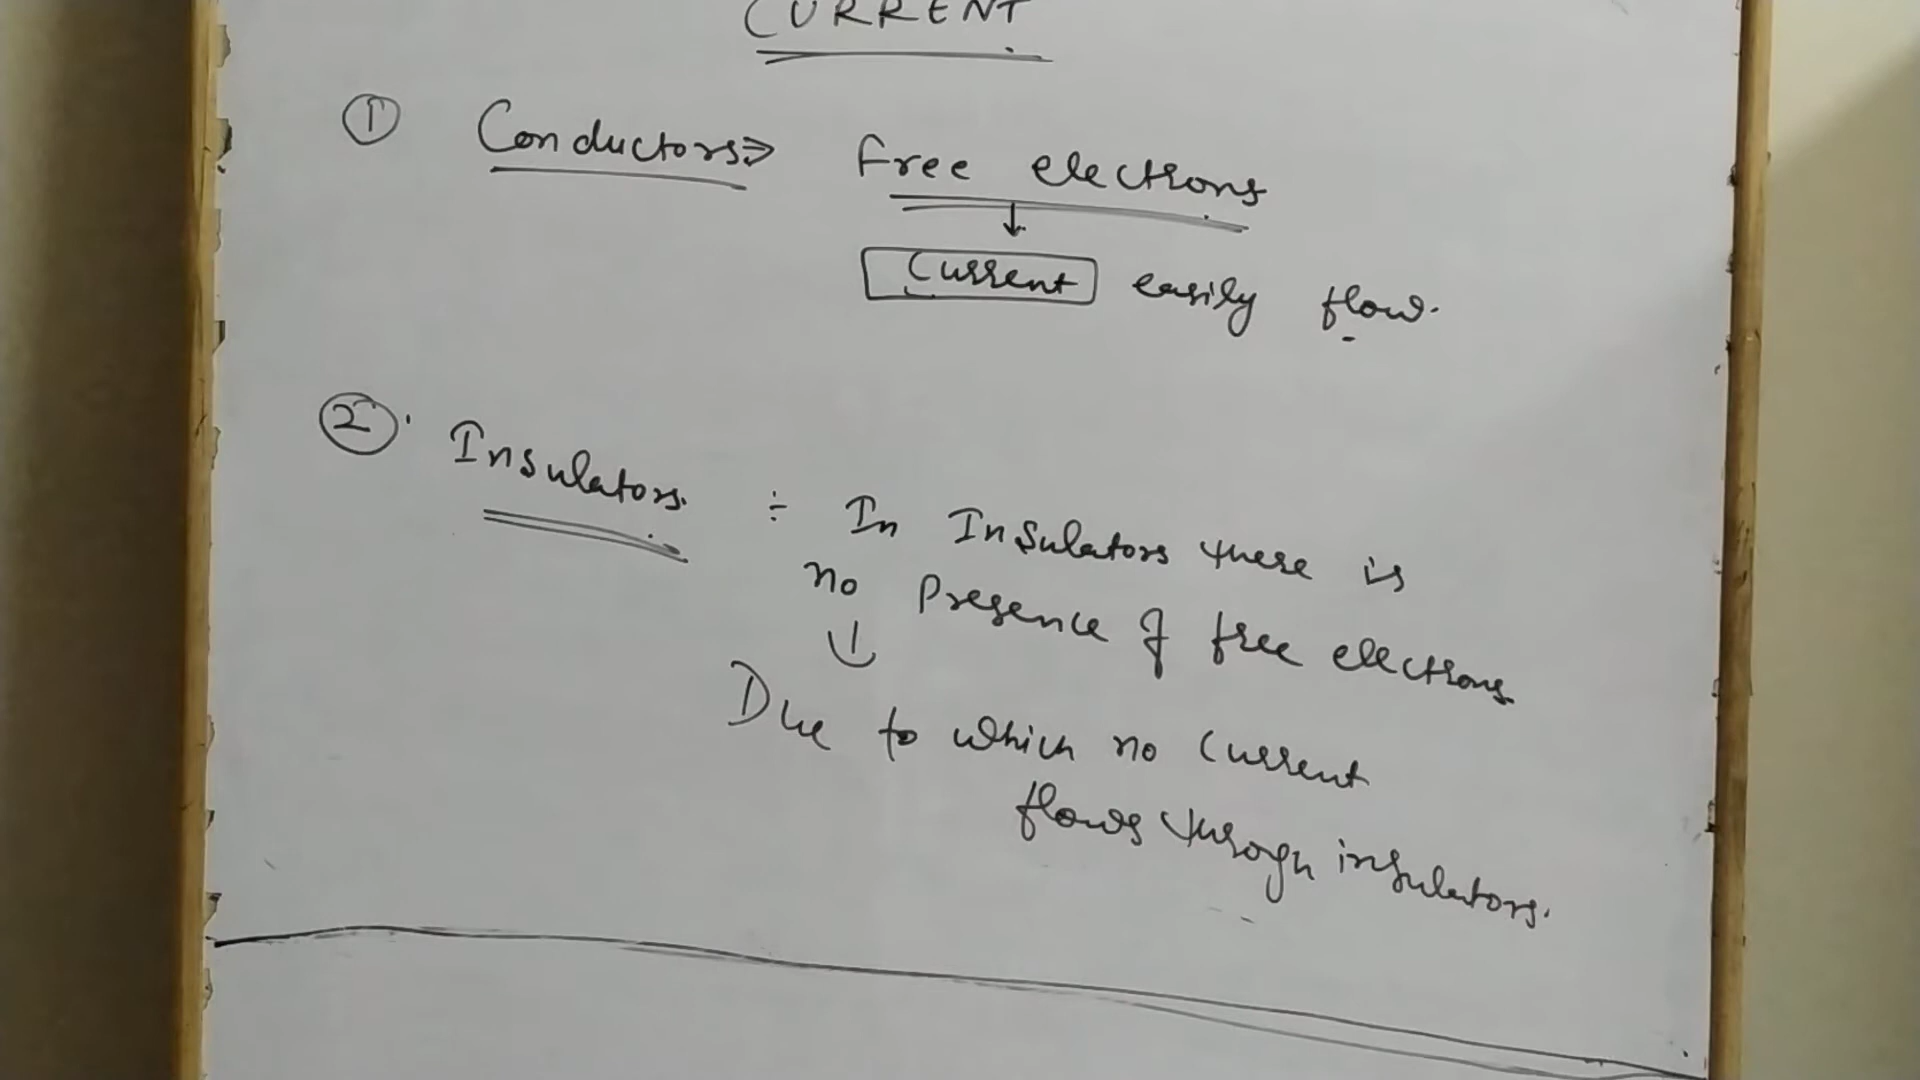 CURRENT
① Conductors ⇒ Free electrons
↓
Current easily flow.
② Insulators ÷ In Insulators there is
no Presence of free electrons
↓
Due to which no Current
flows throgh insulators.